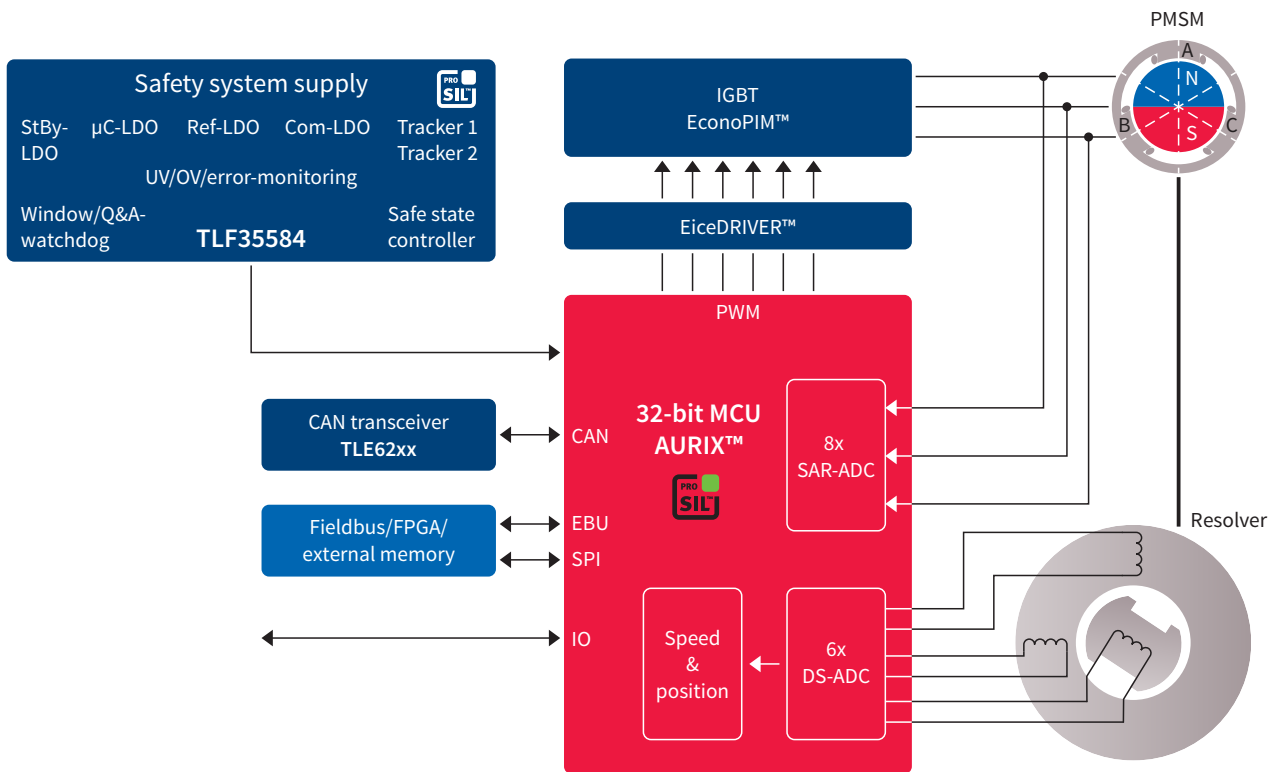 PMSM
A
N
B
S
C
Safety system supply
PRO
SIL™
StBy-
LDO
µC-LDO
Ref-LDO
Com-LDO
Tracker 1
Tracker 2
UV/OV/error-monitoring
Window/Q&A-
watchdog
TLF35584
Safe state
controller
IGBT
EconoPIM™
EiceDRIVER™
PWM
32-bit MCU
AURIX™
PRO
SIL™
8x
SAR-ADC
CAN transceiver
TLE62xx
CAN
Fieldbus/FPGA/
external memory
EBU
SPI
IO
Speed
&
position
6x
DS-ADC
Resolver